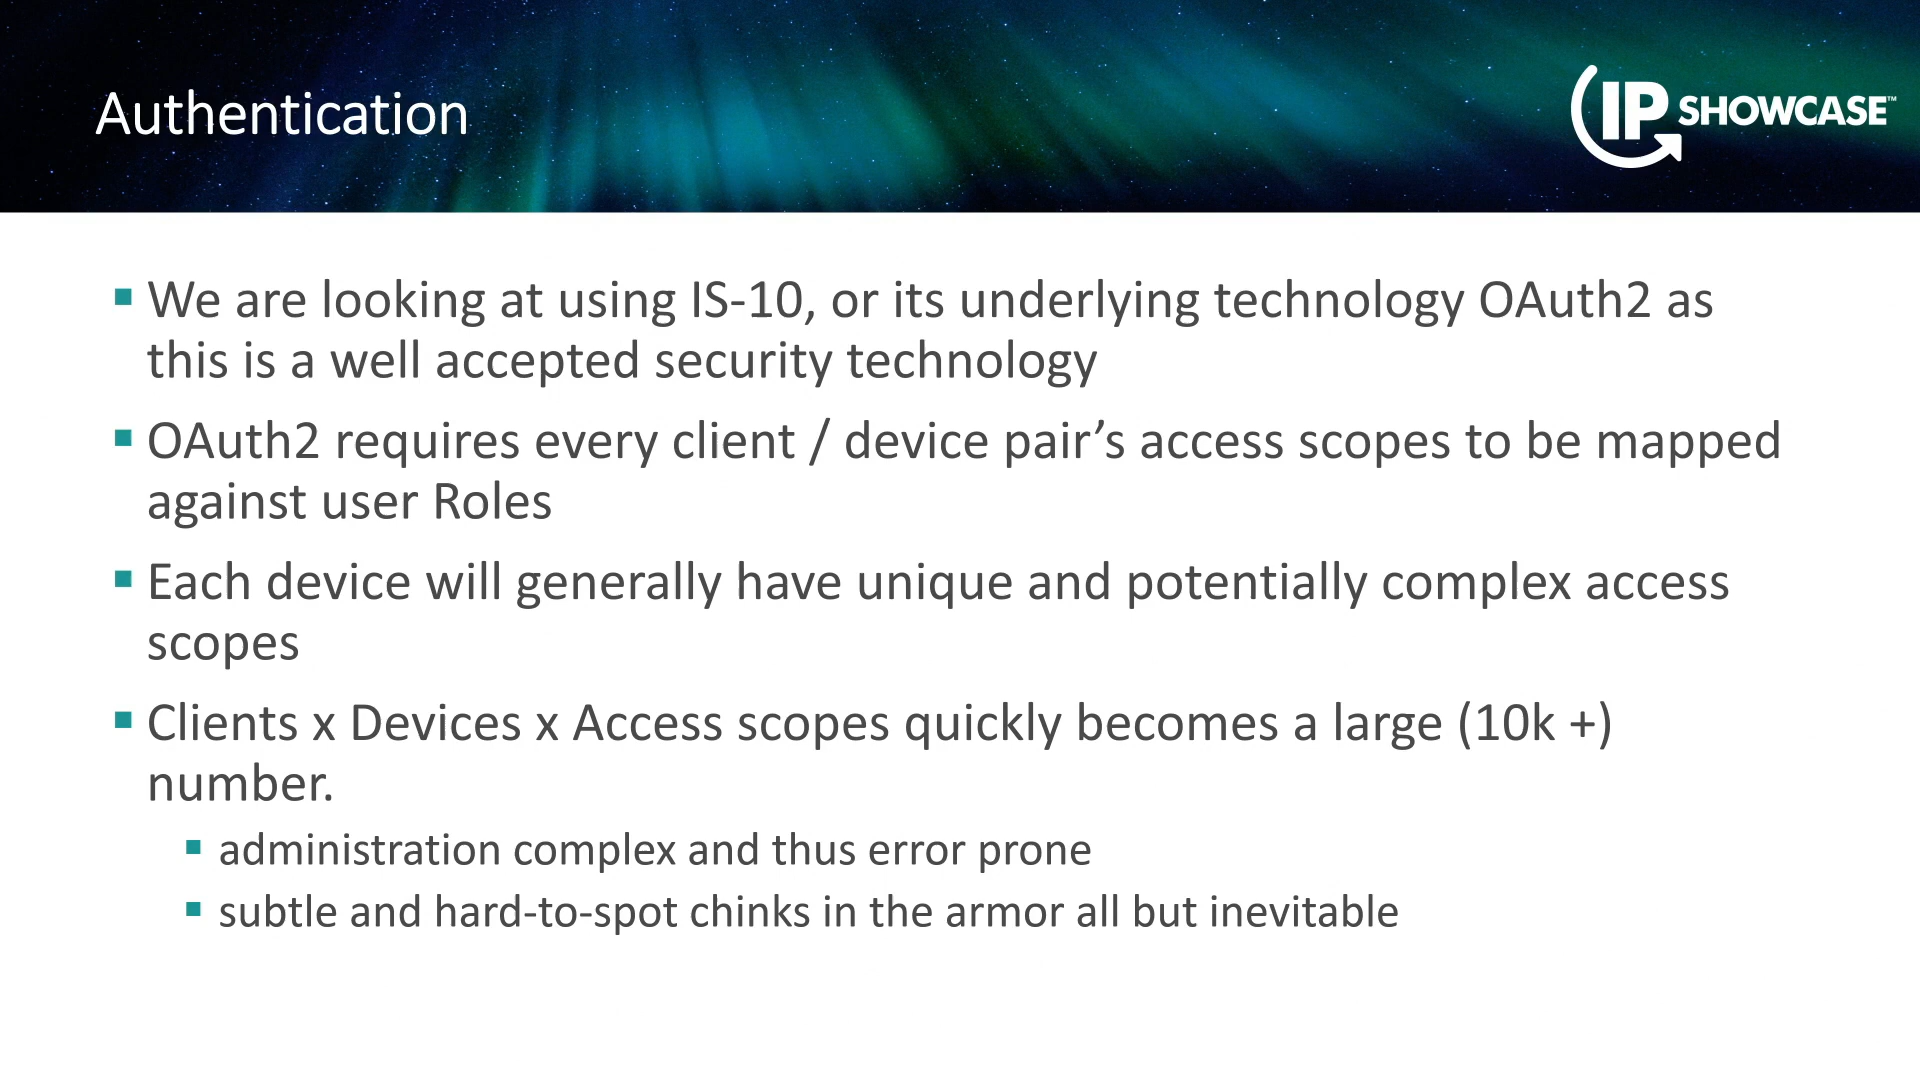 Authentication
IP SHOWCASE™
We are looking at using IS-10, or its underlying technology OAuth2 as
this is a well accepted security technology
OAuth2 requires every client / device pair’s access scopes to be mapped
against user Roles
Each device will generally have unique and potentially complex access
scopes
Clients x Devices x Access scopes quickly becomes a large (10k +)
number.
administration complex and thus error prone
subtle and hard-to-spot chinks in the armor all but inevitable